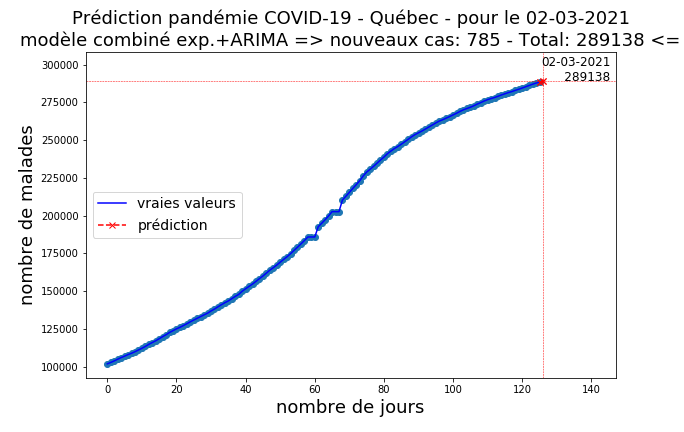 Prédiction pandémie COVID-19 - Québec - pour le 02-03-2021
modèle combiné exp.+ARIMA => nouveaux cas: 785 - Total: 289138 <=
02-03-2021
289138
300000
275000
250000
225000
200000
175000
150000
125000
100000
nombre de malades
vraies valeurs
prédiction
0 20 40 60 80 100 120 140
nombre de jours